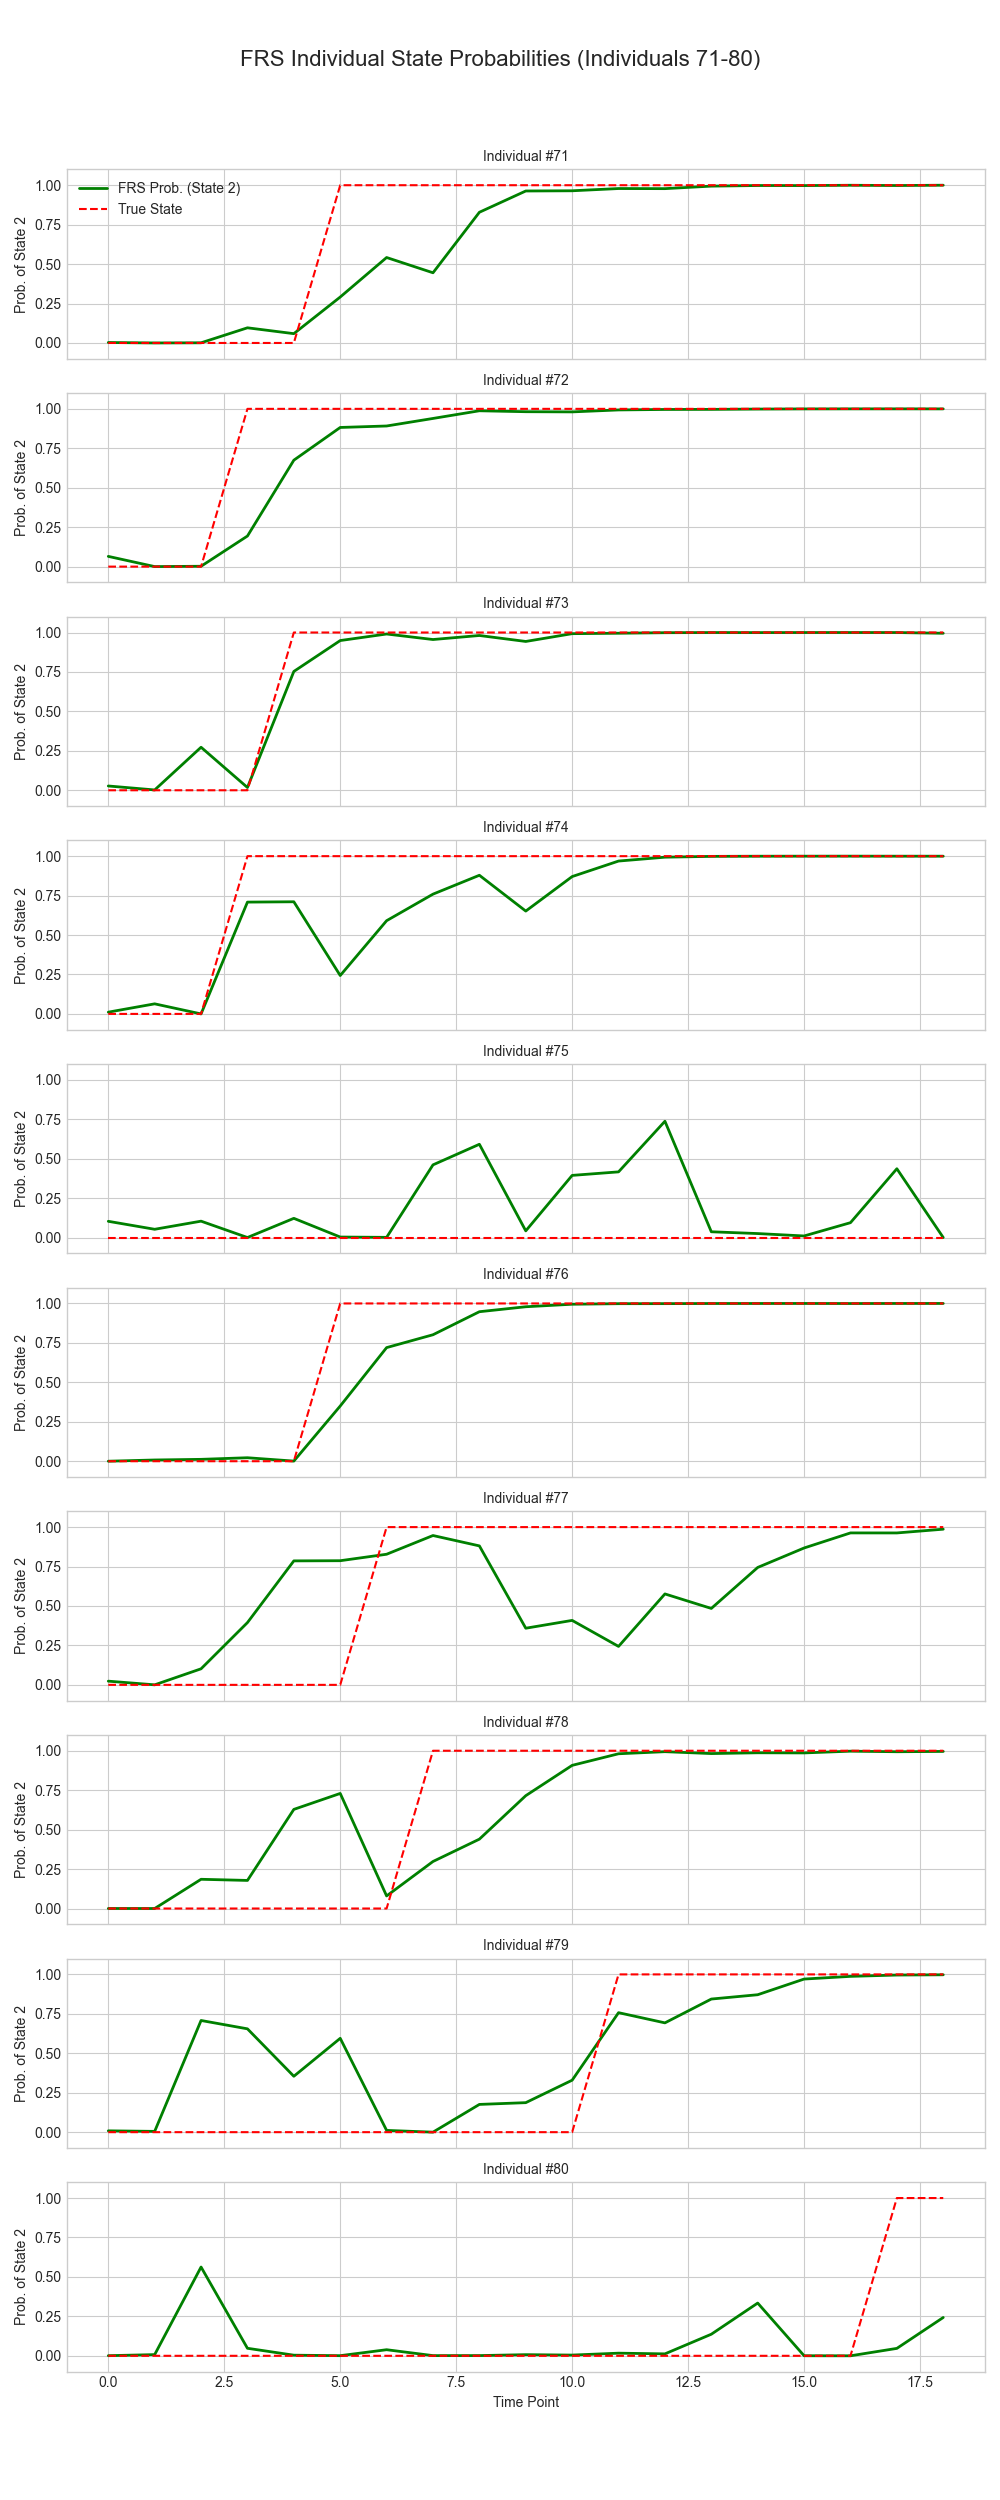 FRS Individual State Probabilities (Individuals 71-80)
Individual #71
FRS Prob. (State 2)
True State
Prob. of State 2
1.00
0.75
0.50
0.25
0.00
Individual #72
Prob. of State 2
1.00
0.75
0.50
0.25
0.00
Individual #73
Prob. of State 2
1.00
0.75
0.50
0.25
0.00
Individual #74
Prob. of State 2
1.00
0.75
0.50
0.25
0.00
Individual #75
Prob. of State 2
1.00
0.75
0.50
0.25
0.00
Individual #76
Prob. of State 2
1.00
0.75
0.50
0.25
0.00
Individual #77
Prob. of State 2
1.00
0.75
0.50
0.25
0.00
Individual #78
Prob. of State 2
1.00
0.75
0.50
0.25
0.00
Individual #79
Prob. of State 2
1.00
0.75
0.50
0.25
0.00
Individual #80
Prob. of State 2
1.00
0.75
0.50
0.25
0.00
0.0 2.5 5.0 7.5 10.0 12.5 15.0 17.5
Time Point